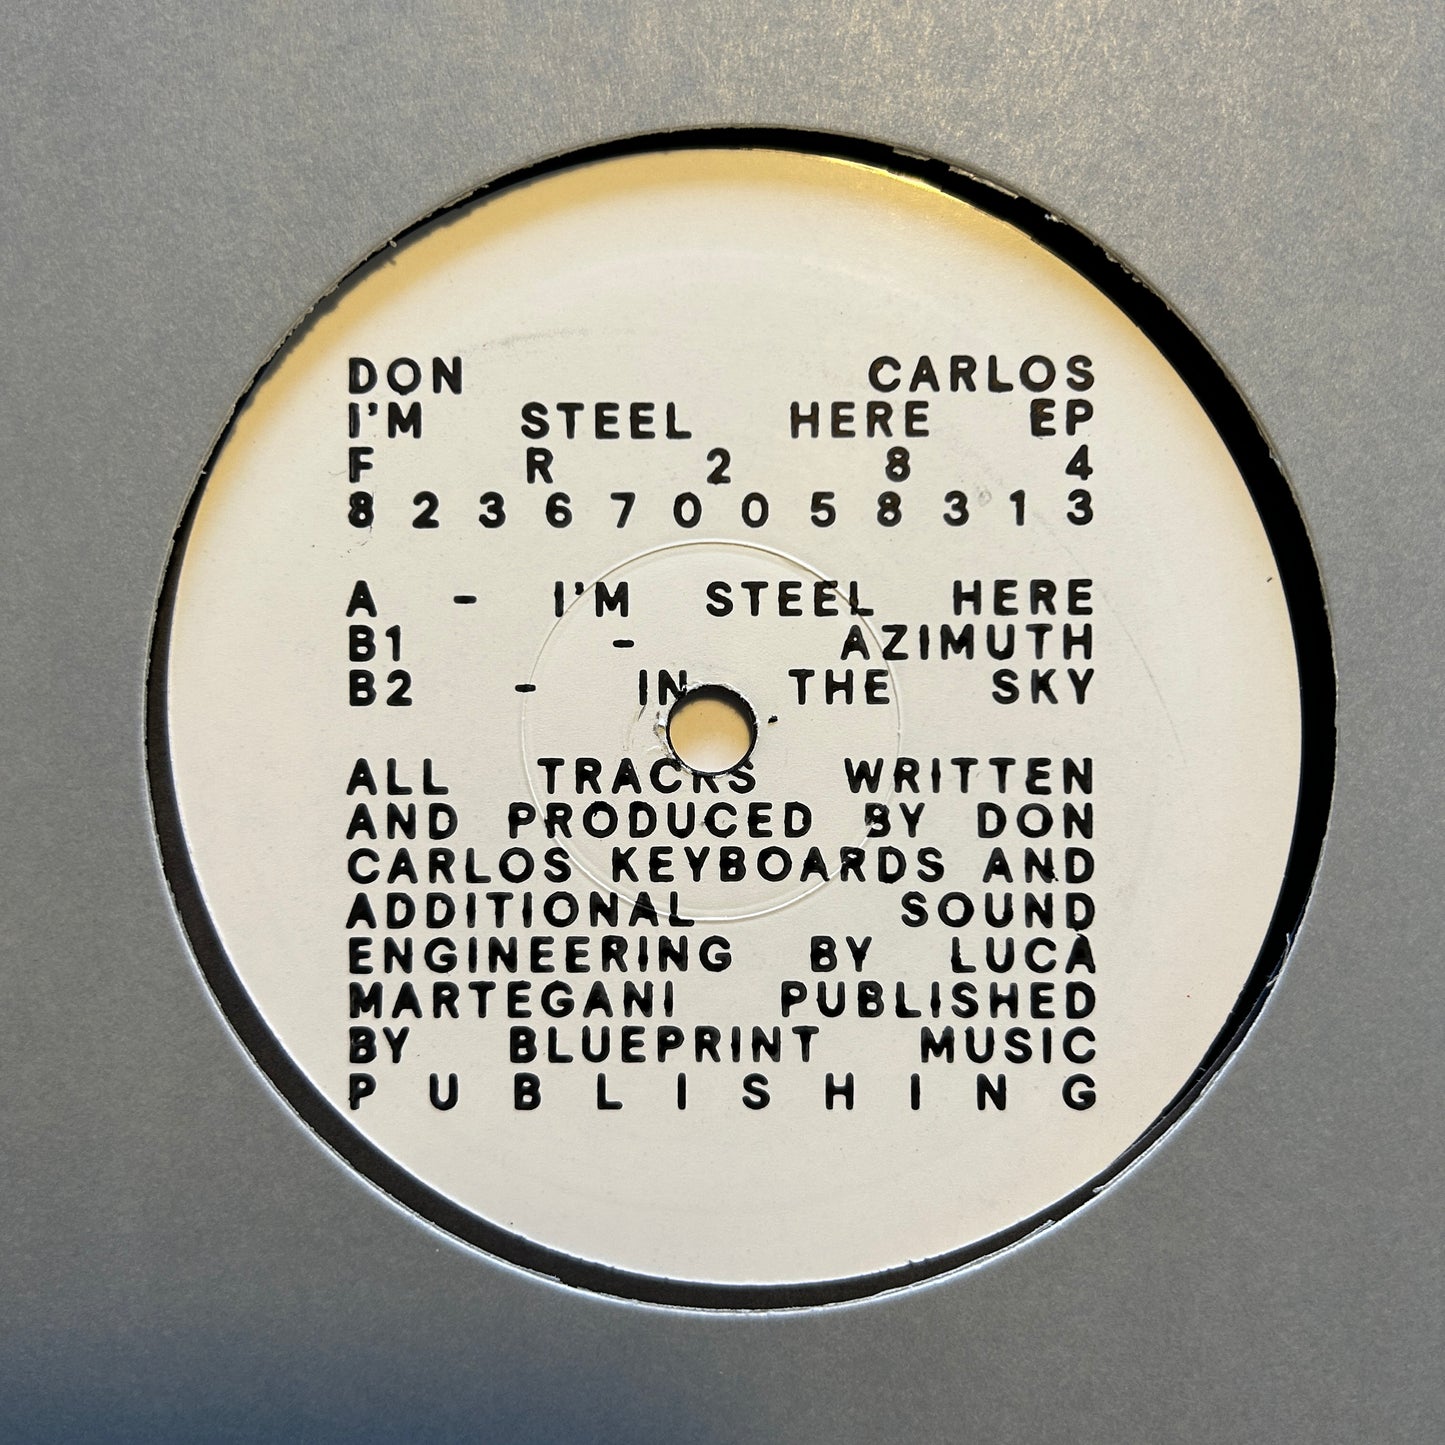 DON CARLOS
I'M STEEL HERE EP
F R 2 8 4
8 2 3 6 7 0 0 5 8 3 1 3
A - I'M STEEL HERE
B1 - AZIMUTH
B2 - IN THE SKY
ALL TRACKS WRITTEN
AND PRODUCED BY DON
CARLOS KEYBOARDS AND
ADDITIONAL SOUND
ENGINEERING BY LUCA
MARTEGANI PUBLISHED
BY BLUEPRINT MUSIC
P U B L I S H I N G